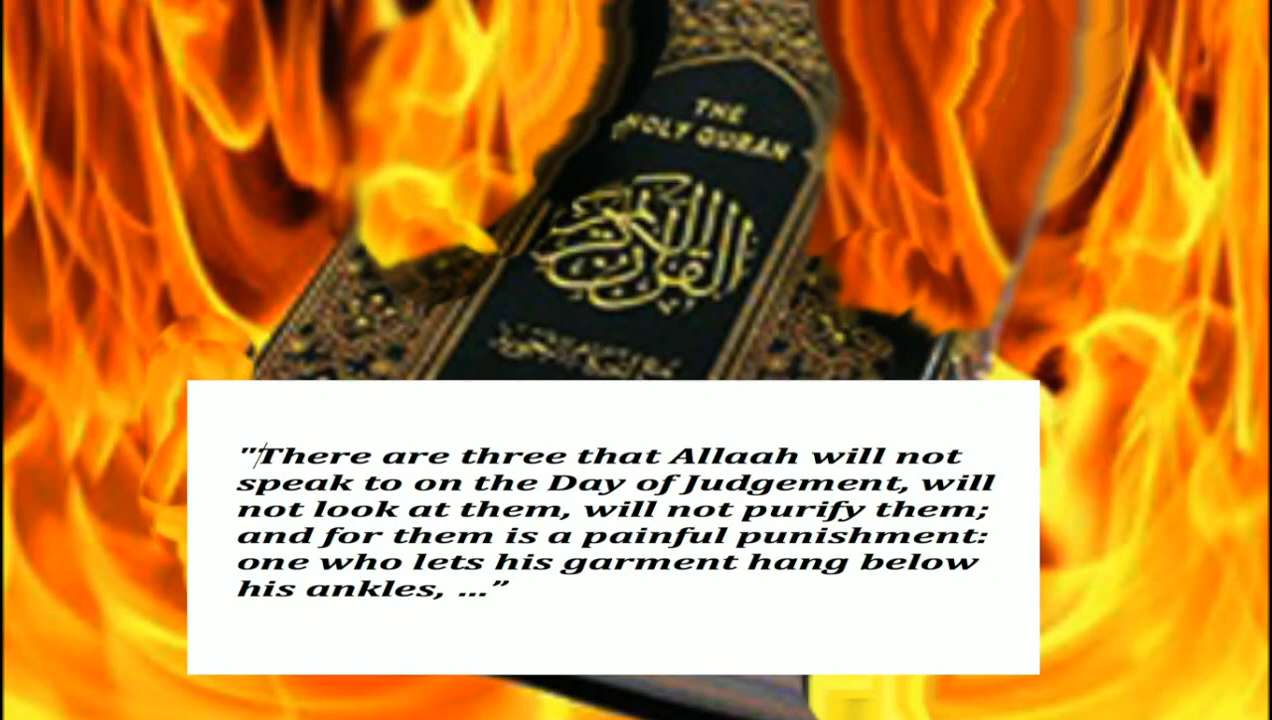 THE
HOLY QURAN
القرآن الكريم
"There are three that Allaah will not
speak to on the Day of Judgement, will
not look at them, will not purify them;
and for them is a painful punishment:
one who lets his garment hang below
his ankles, ...”